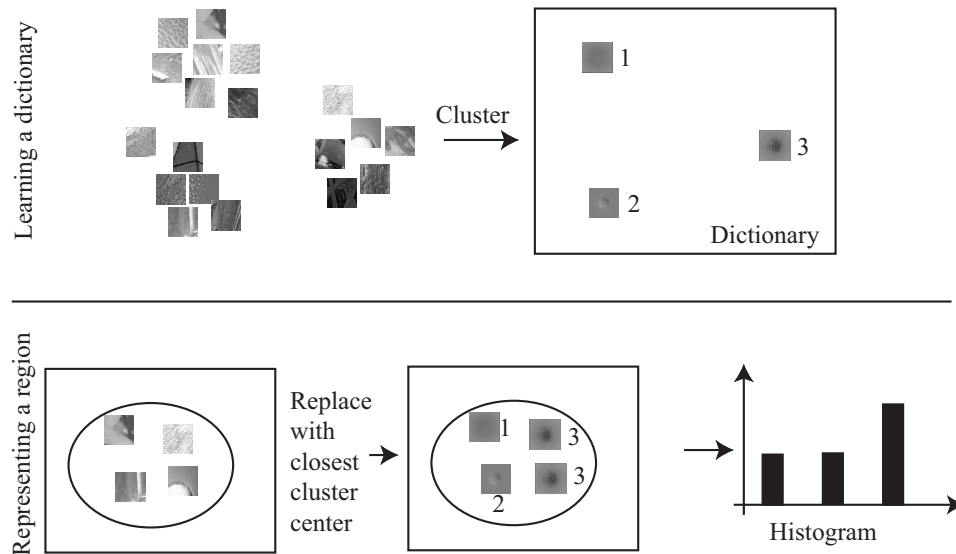 Learning a dictionary
Cluster
1
3
2
Dictionary
Representing a region
Replace
with
closest
cluster
center
1
3
2
3
Histogram